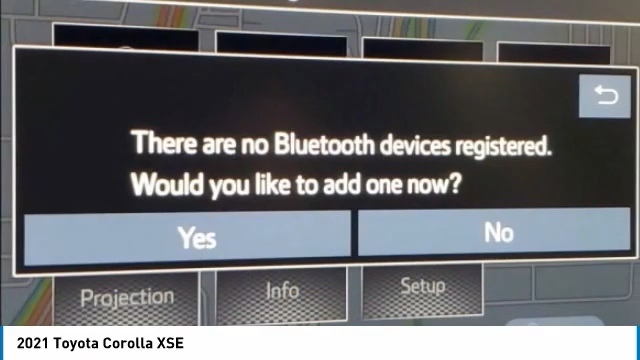 There are no Bluetooth devices registered.
Would you like to add one now?
Yes
No
Projection
Info
Setup
2021 Toyota Corolla XSE